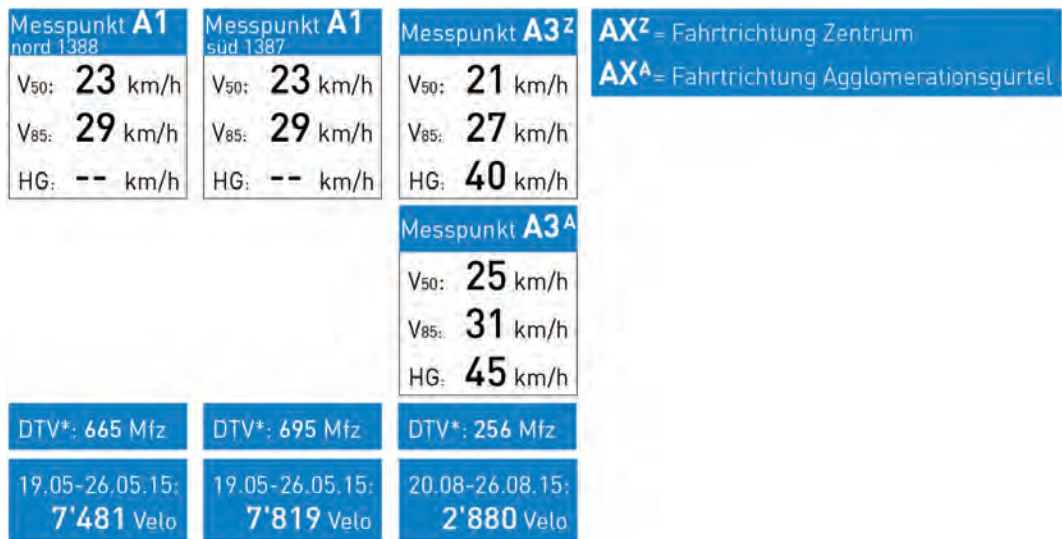 Messpunkt A1
nord 1388
V50: 23 km/h
V85: 29 km/h
HG: -- km/h
Messpunkt A1
süd 1387
V50: 23 km/h
V85: 29 km/h
HG: -- km/h
Messpunkt A3Z
V50: 21 km/h
V85: 27 km/h
HG: 40 km/h
Messpunkt A3A
V50: 25 km/h
V85: 31 km/h
HG: 45 km/h
AXZ = Fahrtrichtung Zentrum
AXA = Fahrtrichtung Agglomerationsgürtel
DTV*: 665 Mfz
DTV*: 695 Mfz
DTV*: 256 Mfz
19.05-26.05.15:
7'481 Velo
19.05-26.05.15:
7'819 Velo
20.08-26.08.15:
2'880 Velo